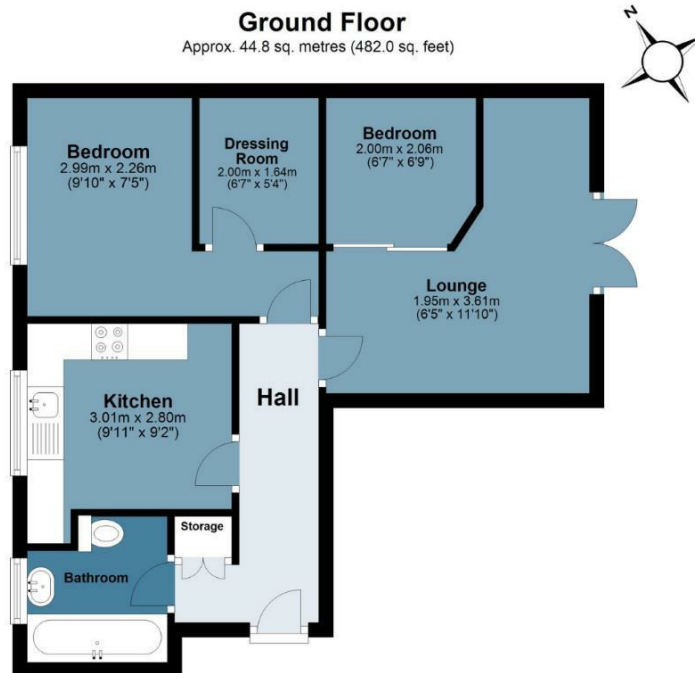 Ground Floor
Approx. 44.8 sq. metres (482.0 sq. feet)
N
Bedroom
2.99m x 2.26m
(9'10" x 7'5")
Dressing
Room
2.00m x 1.64m
(6'7" x 5'4")
Bedroom
2.00m x 2.06m
(6'7" x 6'9")
Lounge
1.95m x 3.61m
(6'5" x 11'10")
Kitchen
3.01m x 2.80m
(9'11" x 9'2")
Hall
Storage
Bathroom